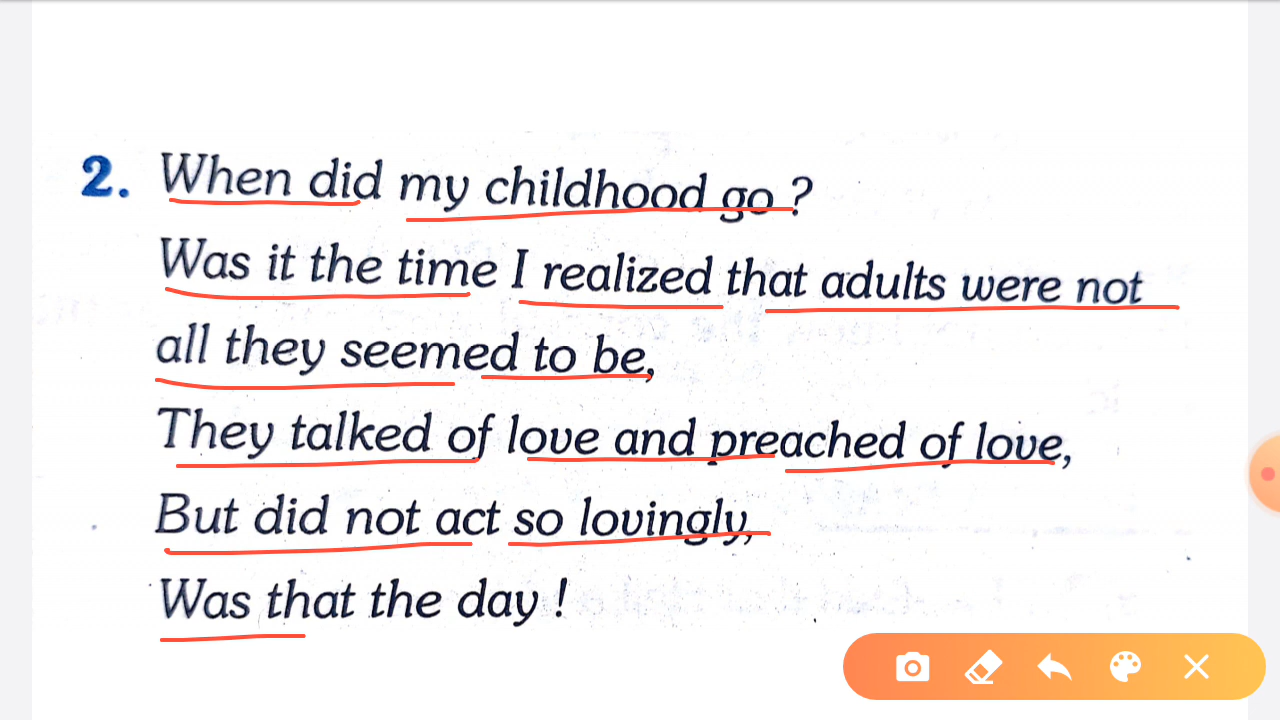 2. When did my childhood go ?
Was it the time I realized that adults were not
all they seemed to be,
They talked of love and preached of love,
But did not act so lovingly,
Was that the day !